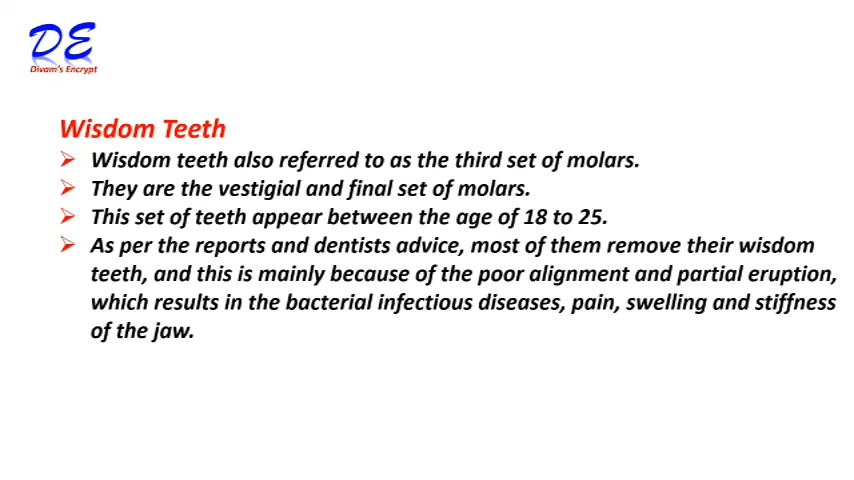 DE
Divam's Encrypt
Wisdom Teeth
➢ Wisdom teeth also referred to as the third set of molars.
➢ They are the vestigial and final set of molars.
➢ This set of teeth appear between the age of 18 to 25.
➢ As per the reports and dentists advice, most of them remove their wisdom
teeth, and this is mainly because of the poor alignment and partial eruption,
which results in the bacterial infectious diseases, pain, swelling and stiffness
of the jaw.